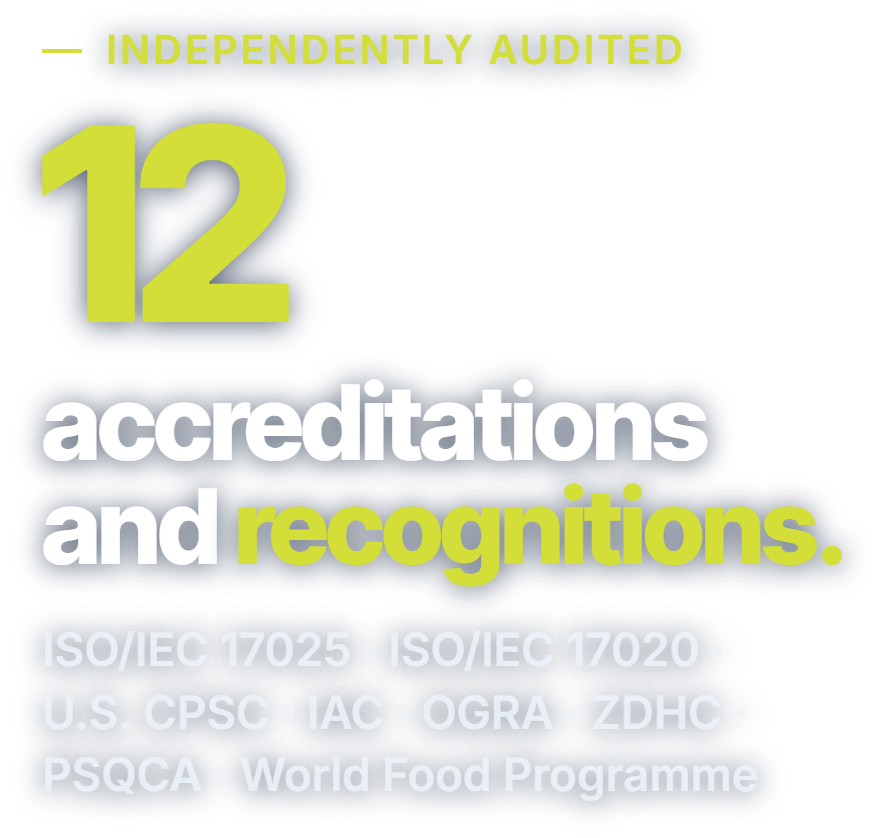 — INDEPENDENTLY AUDITED
12
accreditations
and recognitions.
ISO/IEC 17025 · ISO/IEC 17020 ·
U.S. CPSC · IAC · OGRA · ZDHC ·
PSQCA · World Food Programme